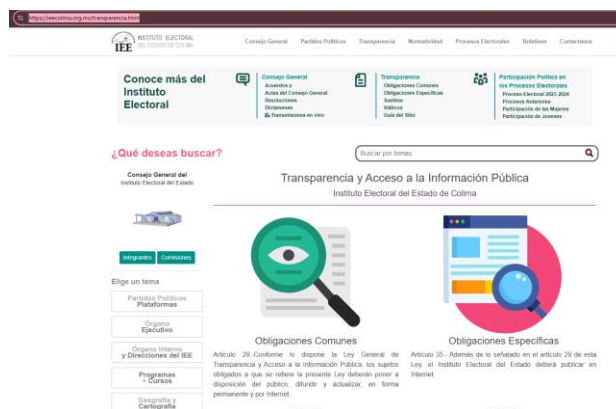 https://ieecolima.org.mx/transparencia.html
IEE
INSTITUTO ELECTORAL
DEL ESTADO DE COLIMA
Consejo General Partidos Políticos Transparencia Normatividad Procesos Electorales Boletines Contactanos
Conoce más del
Instituto
Electoral
Consejo General
Acuerdos y
Actas del Consejo General
Resoluciones
Dictamenes
Transmisiones en vivo
Transparencia
Obligaciones Comunes
Obligaciones Específicas
Sueldos
Viáticos
Guía del Sitio
Participación Política en
los Procesos Electorales
Proceso Electoral 2023-2024
Procesos Anteriores
Participación de las Mujeres
Participación de Jovenes
¿Qué deseas buscar?
Buscar por temas.
Consejo General del
Instituto Electoral del Estado
Integrantes Comisiones
Elige un tema
Partidos Políticos
Plataformas
Órgano
Ejecutivo
Órgano Interno
y Direcciones del IEE
Programas
+ Cursos
Geografía y
Cartografía
Transparencia y Acceso a la Información Pública
Instituto Electoral del Estado de Colima
Obligaciones Comunes
Artículo 29.-Conforme lo dispone la Ley General de
Transparencia y Acceso a la Información Pública, los sujetos
obligados a que se refiere la presente Ley deberán poner a
disposición del público, difundir y actualizar, en forma
permanente y por Internet
Obligaciones Específicas
Artículo 35.- Además de lo señalado en el artículo 29 de esta
Ley, el Instituto Electoral del Estado deberá publicar en
Internet